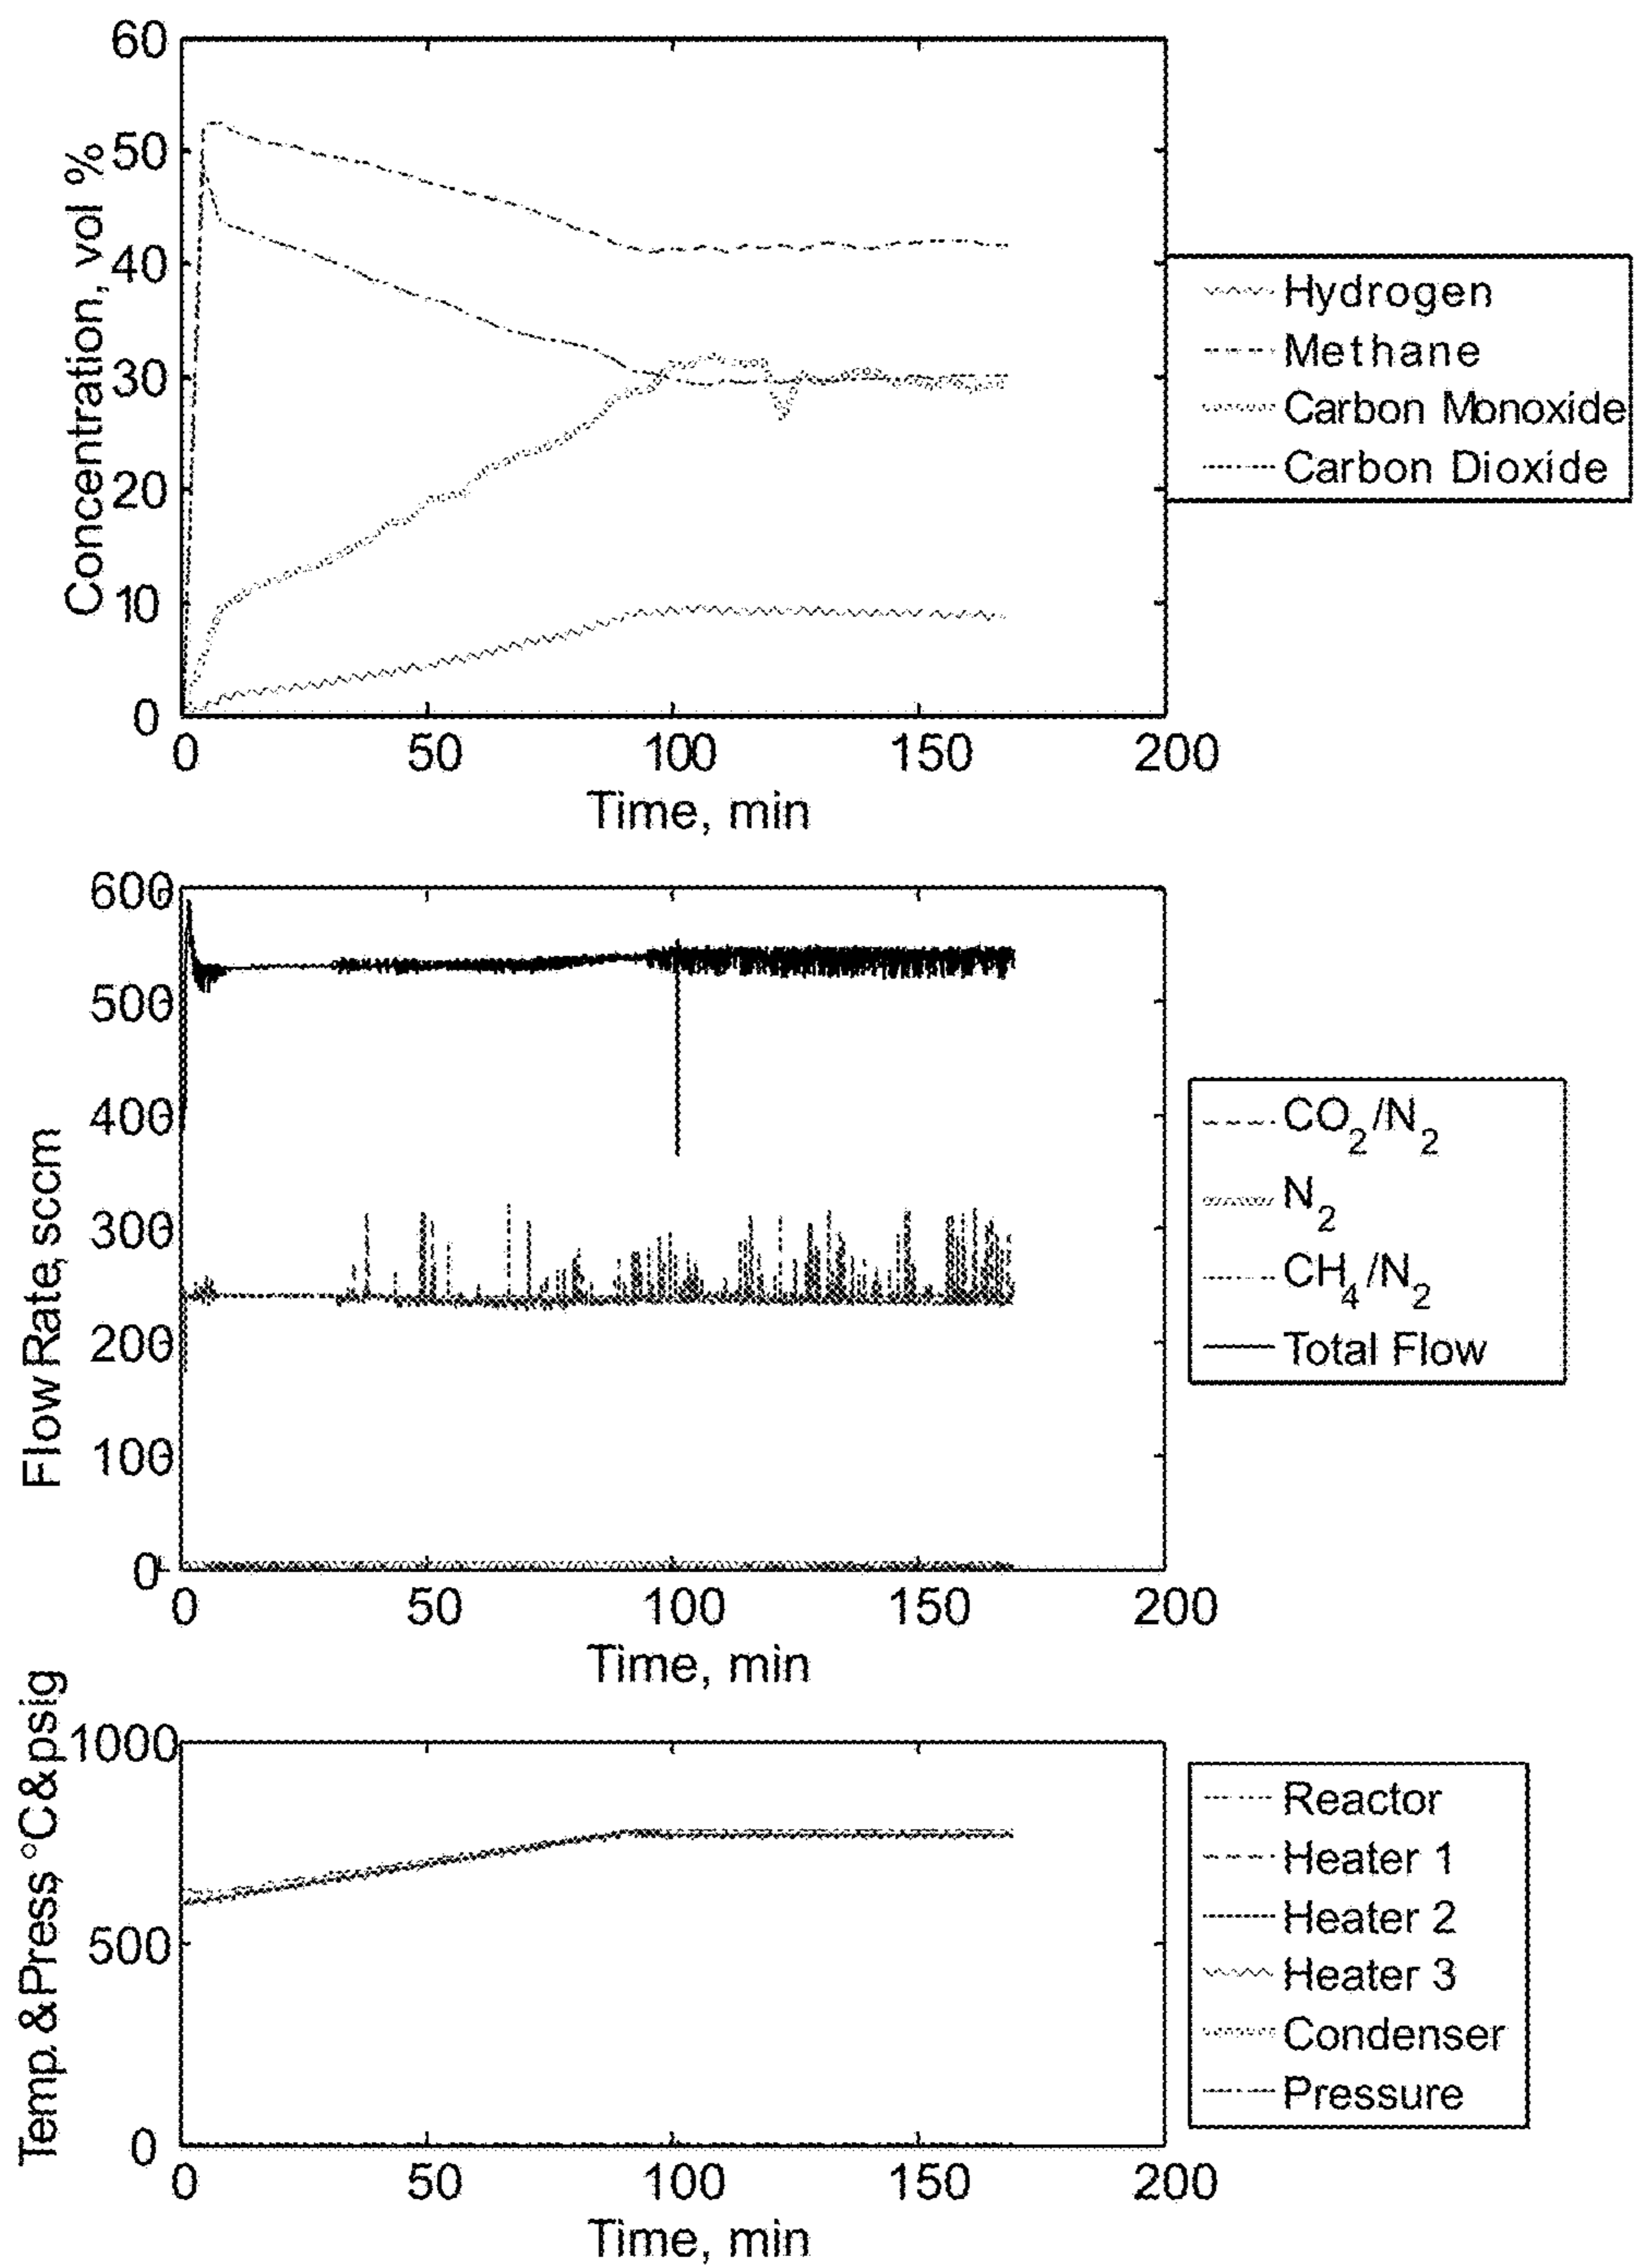 60
50
40
30
20
10
0
Concentration, vol %
0 50 100 150 200
Time, min
Hydrogen
Methane
Carbon Monoxide
Carbon Dioxide
600
500
400
300
200
100
0
Flow Rate, sccm
0 50 100 150 200
Time, min
CO2/N2
N2
CH4/N2
Total Flow
1000
500
0
Temp. & Press °C & psig
0 50 100 150 200
Time, min
Reactor
Heater 1
Heater 2
Heater 3
Condenser
Pressure